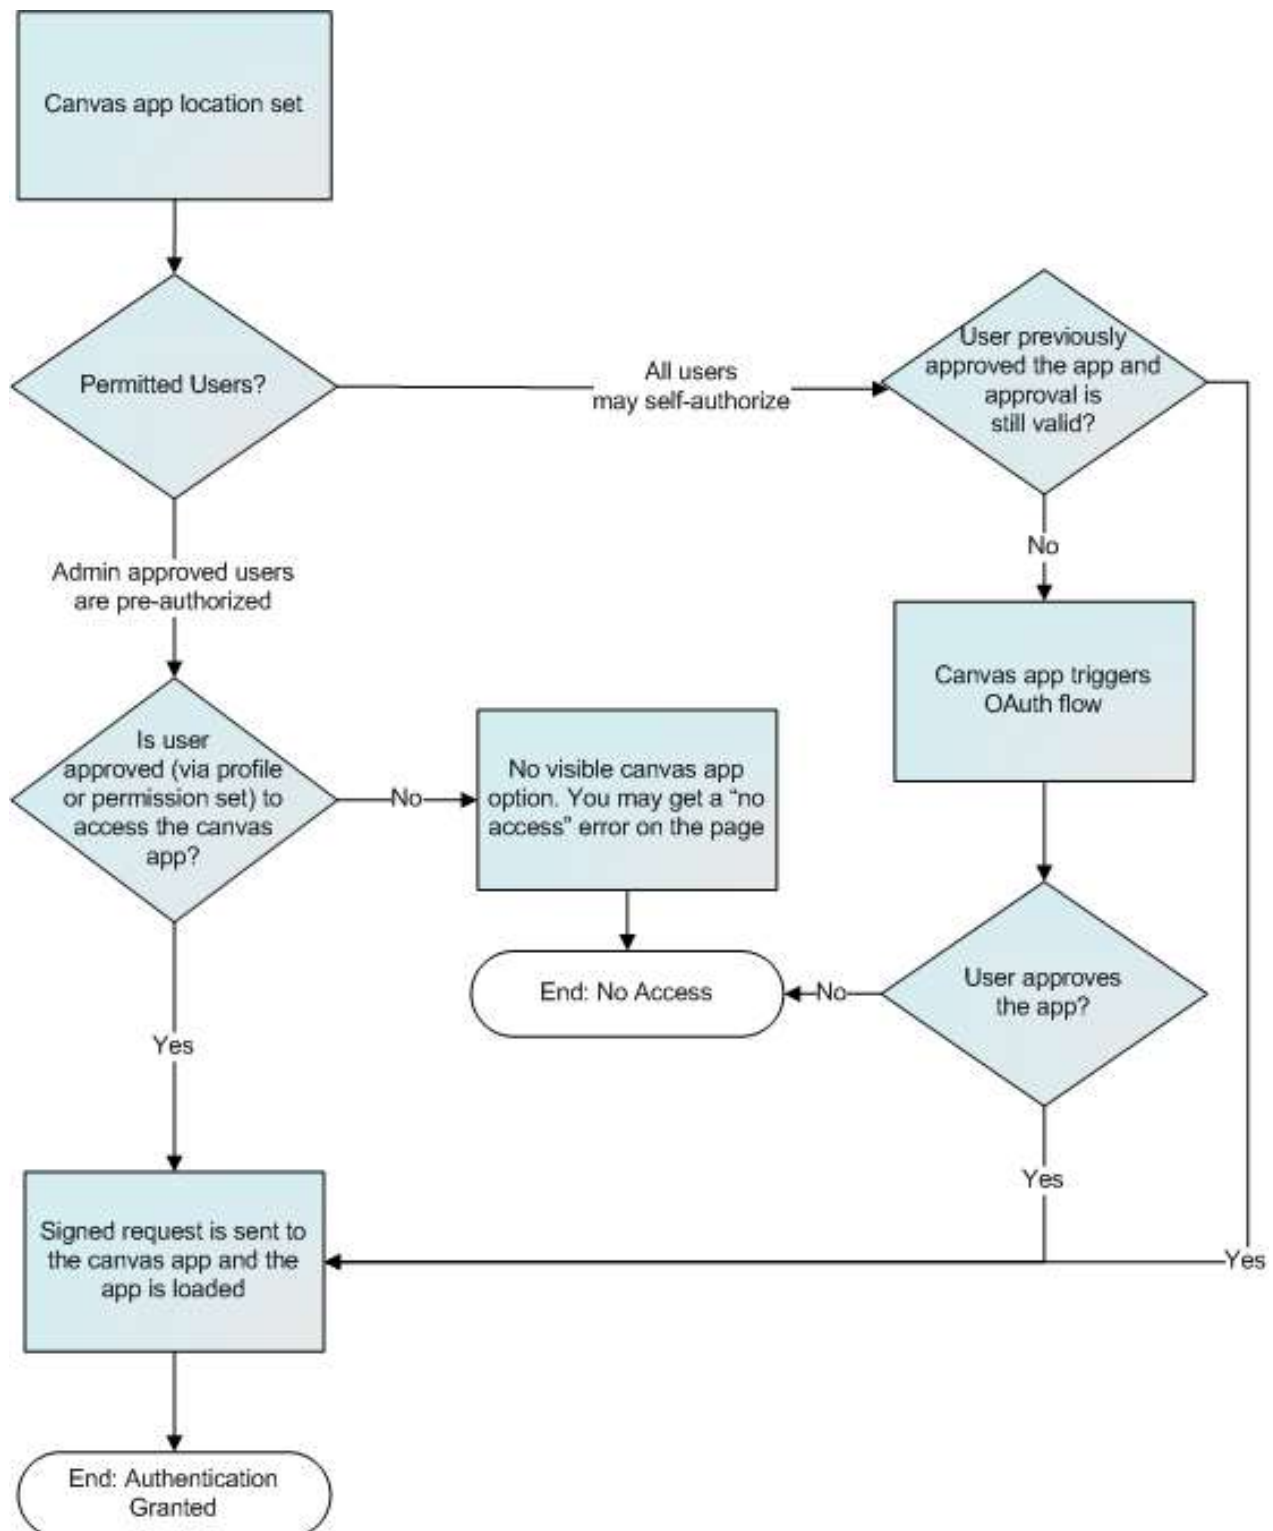 Canvas app location set
Permitted Users?
All users
may self-authorize
User previously
approved the app and
approval is
still valid?
No
Admin approved users
are pre-authorized
Canvas app triggers
OAuth flow
Is user
approved (via profile
or permission set) to
access the canvas
app?
No
No visible canvas app
option. You may get a “no
access” error on the page
End: No Access
No
User approves
the app?
Yes
Yes
Signed request is sent to
the canvas app and the
app is loaded
Yes
End: Authentication
Granted